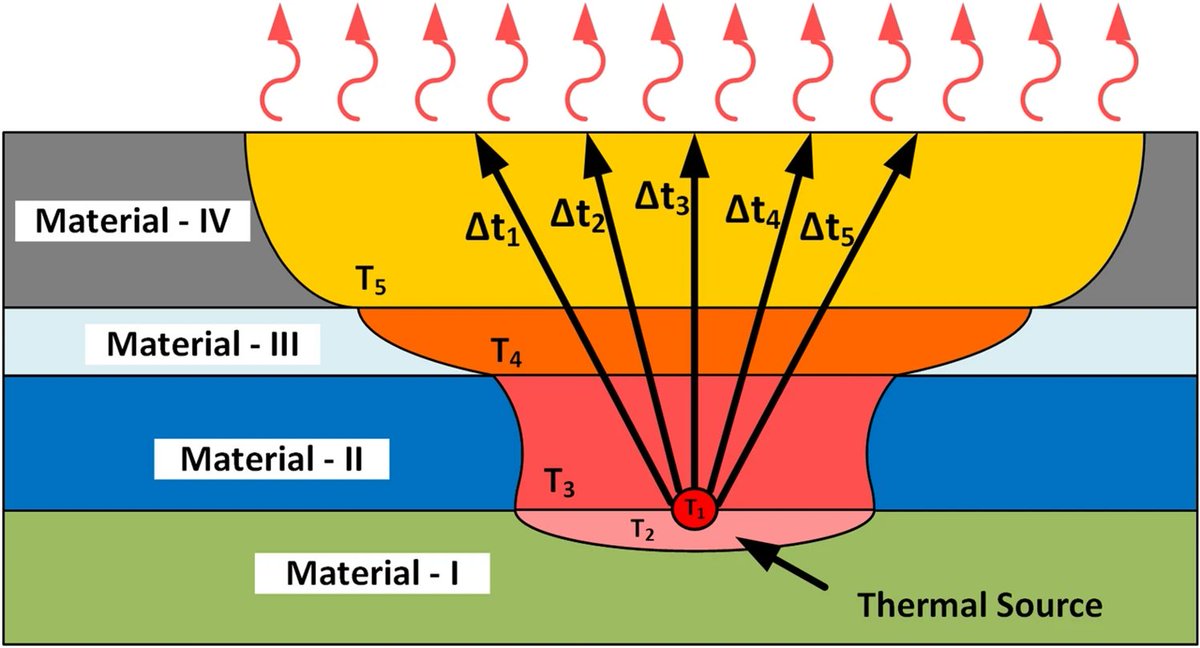 Δt₁
Δt₂
Δt₃
Δt₄
Δt₅
Material - IV
T₅
Material - III
T₄
Material - II
T₃
T₁
T₂
Material - I
Thermal Source